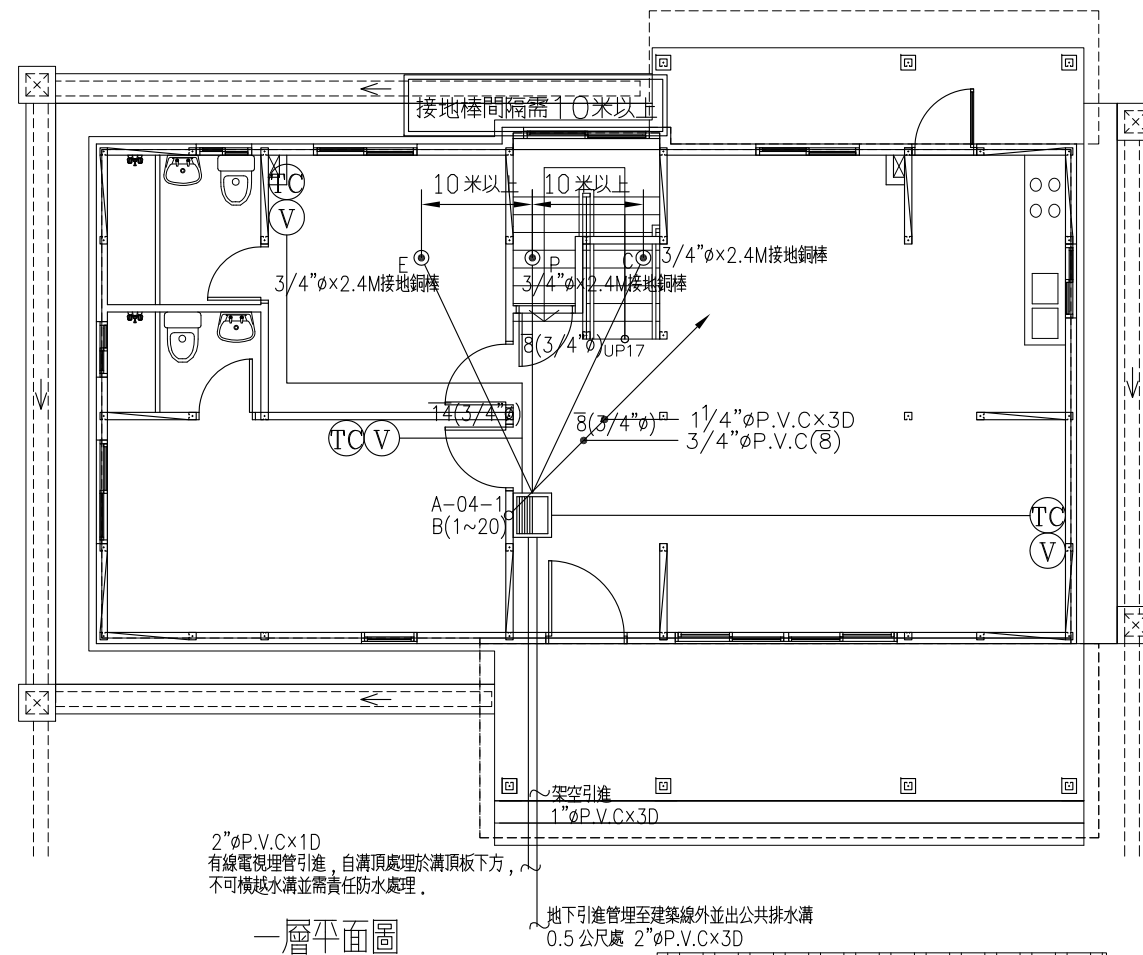 接地棒間隔需10米以上
TC
V
10米以上
10米以上
E
P
C
3/4"ø×2.4M接地銅棒
3/4"ø×2.4M接地銅棒
3/4"ø×2.4M接地銅棒
8(3/4"ø)
UP17
14(3/4"ø)
8(3/4"ø)
1 1/4"øP.V.C×3D
3/4"øP.V.C(8)
TC V
A-04-1
B(1~20)
TC
V
架空引進
1"øP.V.C×3D
2"øP.V.C×1D
有線電視埋管引進，自溝頂處埋於溝頂板下方，
不可橫越水溝並需責任防水處理．
地下引進管埋至建築線外並出公共排水溝
0.5公尺處 2"øP.V.C×3D
一層平面圖